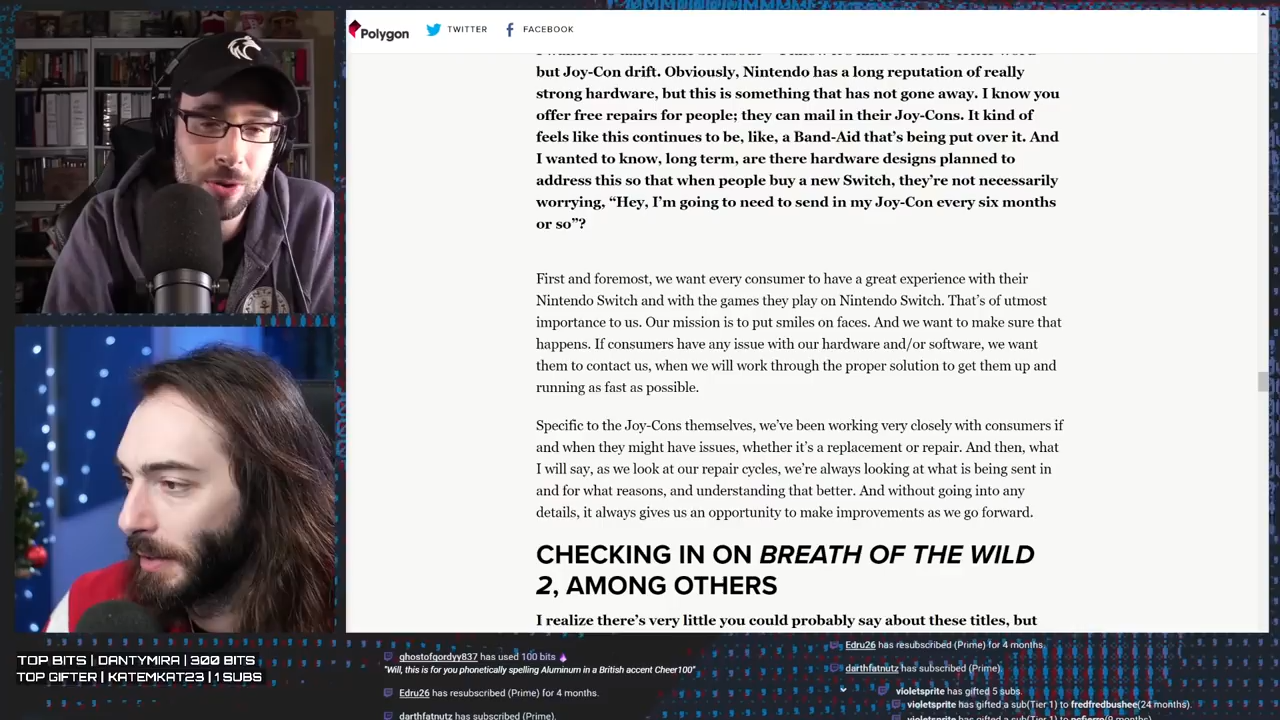 Polygon
TWITTER
FACEBOOK
but Joy-Con drift. Obviously, Nintendo has a long reputation of really
strong hardware, but this is something that has not gone away. I know you
offer free repairs for people; they can mail in their Joy-Cons. It kind of
feels like this continues to be, like, a Band-Aid that’s being put over it. And
I wanted to know, long term, are there hardware designs planned to
address this so that when people buy a new Switch, they’re not necessarily
worrying, “Hey, I’m going to need to send in my Joy-Con every six months
or so”?
First and foremost, we want every consumer to have a great experience with their
Nintendo Switch and with the games they play on Nintendo Switch. That’s of utmost
importance to us. Our mission is to put smiles on faces. And we want to make sure that
happens. If consumers have any issue with our hardware and/or software, we want
them to contact us, when we will work through the proper solution to get them up and
running as fast as possible.
Specific to the Joy-Cons themselves, we’ve been working very closely with consumers if
and when they might have issues, whether it’s a replacement or repair. And then, what
I will say, as we look at our repair cycles, we’re always looking at what is being sent in
and for what reasons, and understanding that better. And without going into any
details, it always gives us an opportunity to make improvements as we go forward.
CHECKING IN ON BREATH OF THE WILD
2, AMONG OTHERS
I realize there’s very little you could probably say about these titles, but
TOP BITS | DANTYMIRA | 300 BITS
TOP GIFTER | KATEMKAT23 | 1 SUBS
ghostofgordyy837 has used 100 bits
"Will, this is for you phonetically spelling Aluminum in a British accent Cheer100"
Edru26 has resubscribed (Prime) for 4 months.
darthfatnutz has subscribed (Prime).
Edru26 has resubscribed (Prime) for 4 months.
darthfatnutz has subscribed (Prime)
violetsprite has gifted 5 subs.
violetsprite has gifted a sub(Tier 1) to fredfredbushee(24 months).
violetsprite has gifted a sub(Tier 1) to